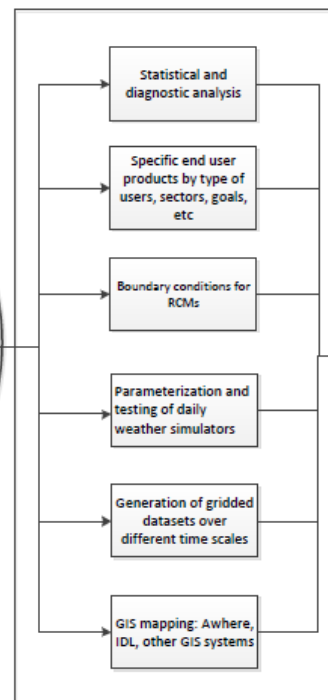 Statistical and
diagnostic analysis
Specific end user
products by type of
users, sectors, goals,
etc
Boundary conditions for
RCMs
Parameterization and
testing of daily
weather simulators
Generation of gridded
datasets over
different time scales
GIS mapping: Awhere,
IDL, other GIS systems